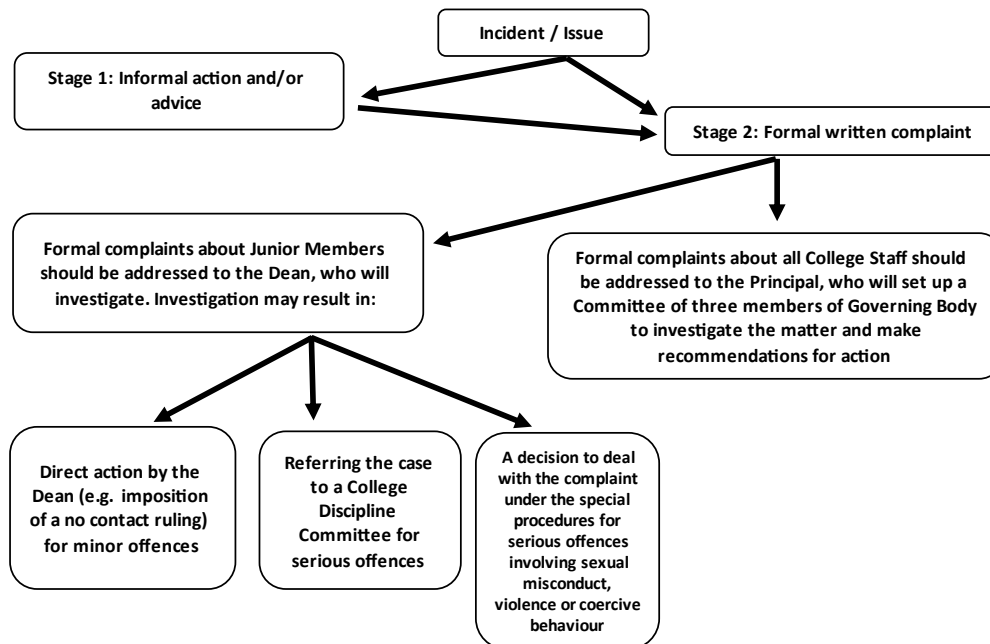 Incident / Issue
Stage 1: Informal action and/or
advice
Stage 2: Formal written complaint
Formal complaints about Junior Members
should be addressed to the Dean, who will
investigate. Investigation may result in:
Formal complaints about all College Staff should
be addressed to the Principal, who will set up a
Committee of three members of Governing Body
to investigate the matter and make
recommendations for action
Direct action by the
Dean (e.g. imposition
of a no contact ruling)
for minor offences
Referring the case
to a College
Discipline
Committee for
serious offences
A decision to deal
with the complaint
under the special
procedures for
serious offences
involving sexual
misconduct,
violence or coercive
behaviour